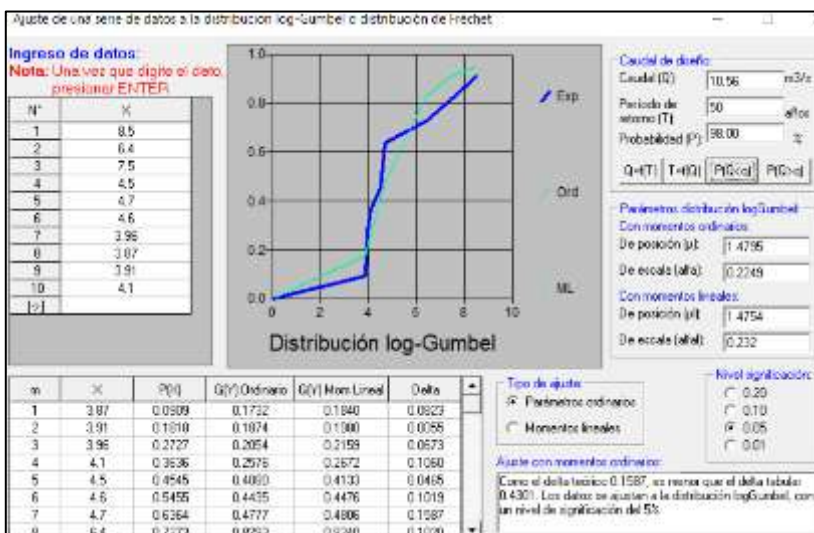 Ajuste de una serie de datos a la distribución log-Gumbel o distribución de Fréchet
Ingreso de datos:
Nota: Una vez que digite el dato,
presionar ENTER
N° X
1 8.5
2 6.4
3 7.5
4 4.5
5 4.7
6 4.6
7 3.96
8 3.87
9 3.91
10 4.1
1.0
0.8
0.6
0.4
0.2
0.0
0 2 4 6 8 10
Exp
Ord
ML
Distribución log-Gumbel
Caudal de diseño:
Caudal (Q): 10.56 m3/s
Periodo de
retorno (T): 50 años
Probabilidad (P): 98.00 %
Q=f(T) T=f(Q) P(Q<q) P(Q>q)
Parámetros distribución logGumbel:
Con momentos ordinarios:
De posición (µ): 1.4795
De escala (alfa): 0.2249
Con momentos lineales:
De posición (µl): 1.4754
De escala (alfal): 0.232
m X P(X) G(Y) Ordinario G(Y) Mom Lineal Delta
1 3.87 0.0909 0.1732 0.1840 0.0823
2 3.91 0.1818 0.1874 0.0055
3 3.96 0.2727 0.2054 0.2159 0.0673
4 4.1 0.3636 0.2576 0.2672 0.1060
5 4.5 0.4545 0.4133 0.0465
6 4.6 0.5455 0.4435 0.4476 0.1019
7 4.7 0.6364 0.4777 0.4806 0.1587
8 6.4
Tipo de ajuste:
Parámetros ordinarios
Momentos lineales
Nivel significación:
0.20
0.10
0.05
0.01
Ajuste con momentos ordinarios:
Como el delta teórico 0.1587, es menor que el delta tabular
0.4301. Los datos se ajustan a la distribución logGumbel, con
un nivel de significación del 5%